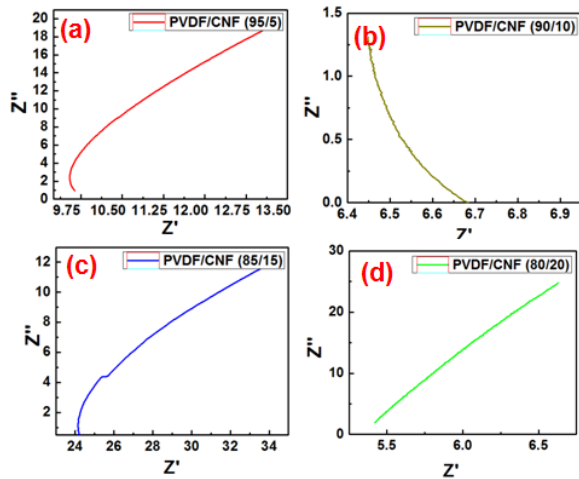 (a)
PVDF/CNF (95/5)
20
18
16
14
12
10
8
6
4
2
0
Z''
9.75 10.50 11.25 12.00 12.75 13.50
Z'
(b)
PVDF/CNF (90/10)
1.5
1.0
0.5
0.0
Z''
6.4 6.5 6.6 6.7 6.8 6.9
Z'
(c)
PVDF/CNF (85/15)
12
10
8
6
4
2
Z''
24 26 28 30 32 34
Z'
(d)
PVDF/CNF (80/20)
30
20
10
0
Z''
5.5 6.0 6.5
Z'